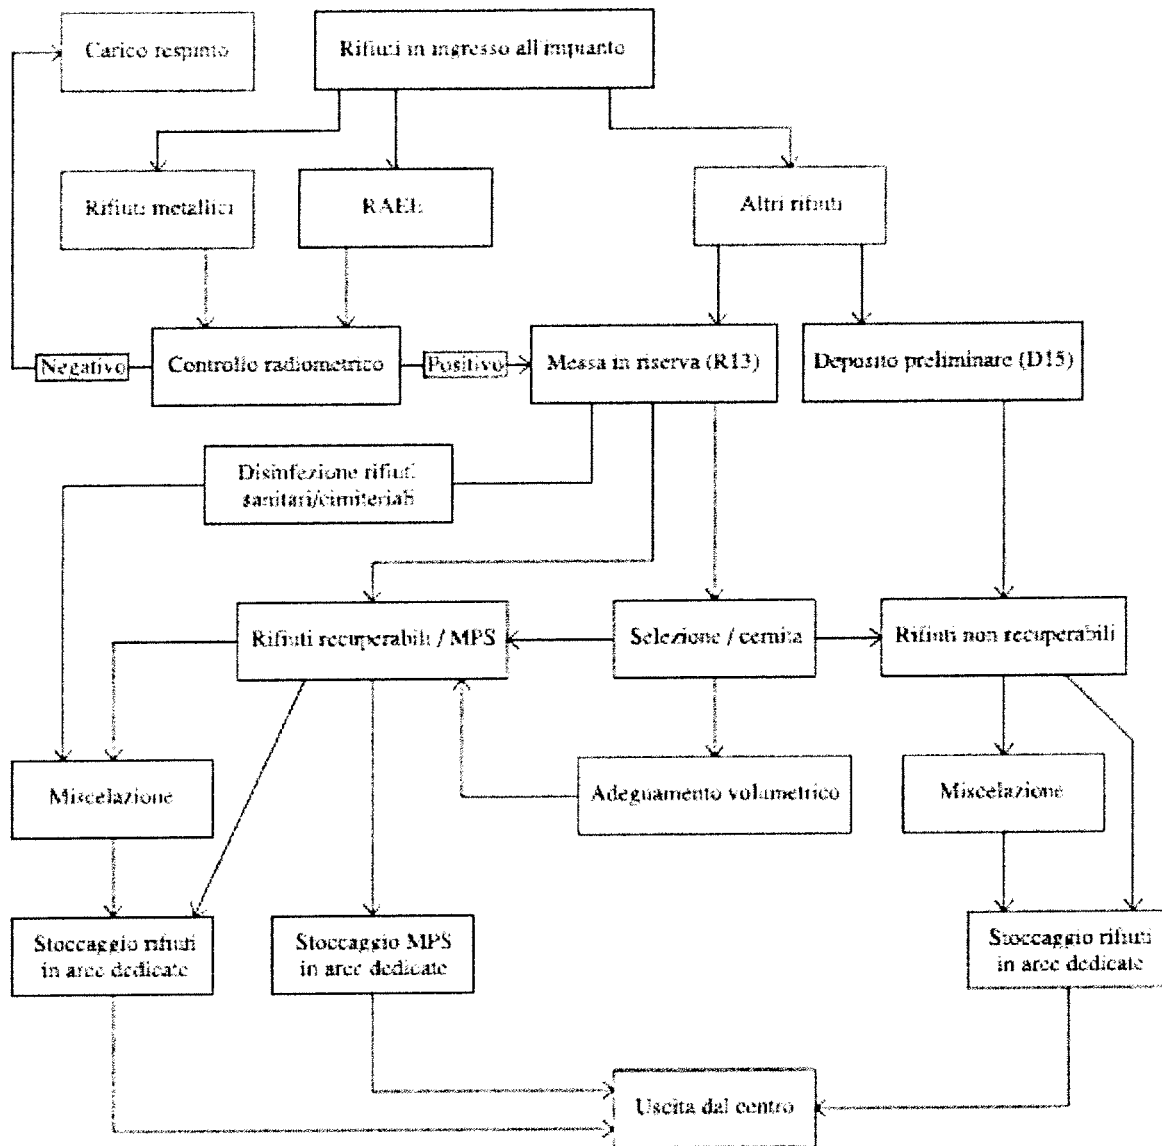 Carico respinto
Rifiuti in ingresso all'impianto
Rifiuti metallici
RAEE
Altri rifiuti
Negativo
Controllo radiometrico
Positivo
Messa in riserva (R13)
Deposito preliminare (D15)
Disinfezione rifiuti
sanitari/cimiteriali
Rifiuti recuperabili / MPS
Selezione / cernita
Rifiuti non recuperabili
Miscelazione
Adeguamento volumetrico
Miscelazione
Stoccaggio rifiuti
in aree dedicate
Stoccaggio MPS
in aree dedicate
Stoccaggio rifiuti
in aree dedicate
Uscita dal centro